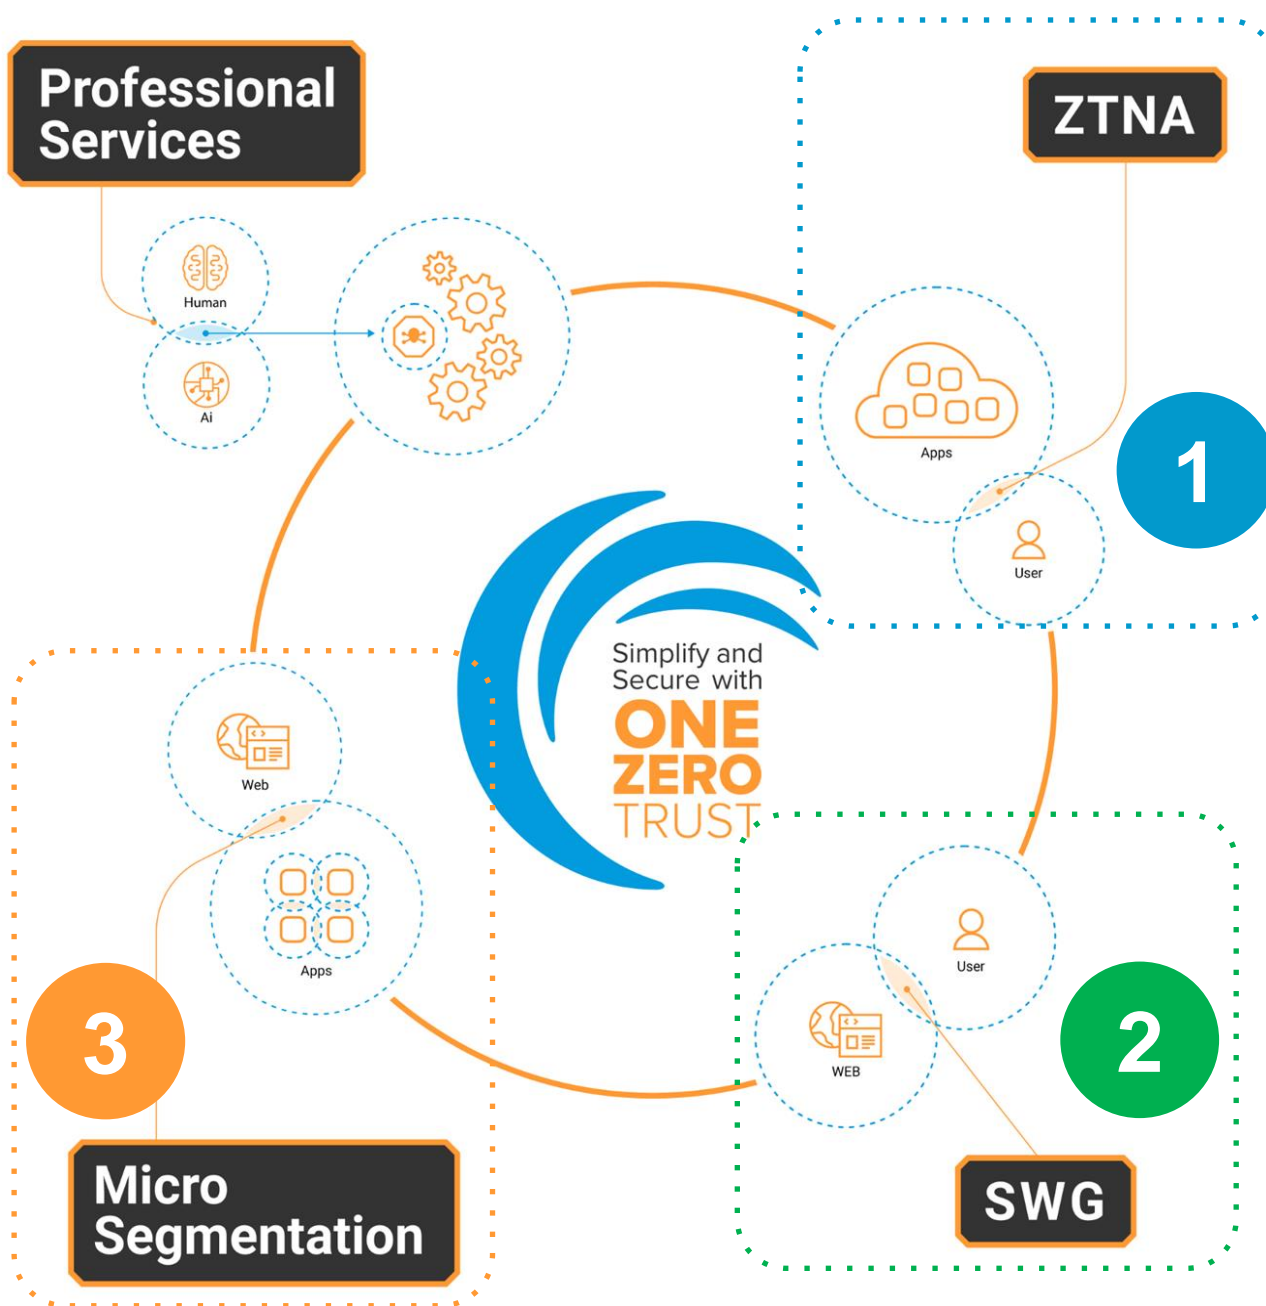 Professional
Services
ZTNA
Human
Ai
Apps
1
User
Simplify and
Secure with
ONE
ZERO
TRUST
Web
Apps
3
Micro
Segmentation
User
WEB
2
SWG